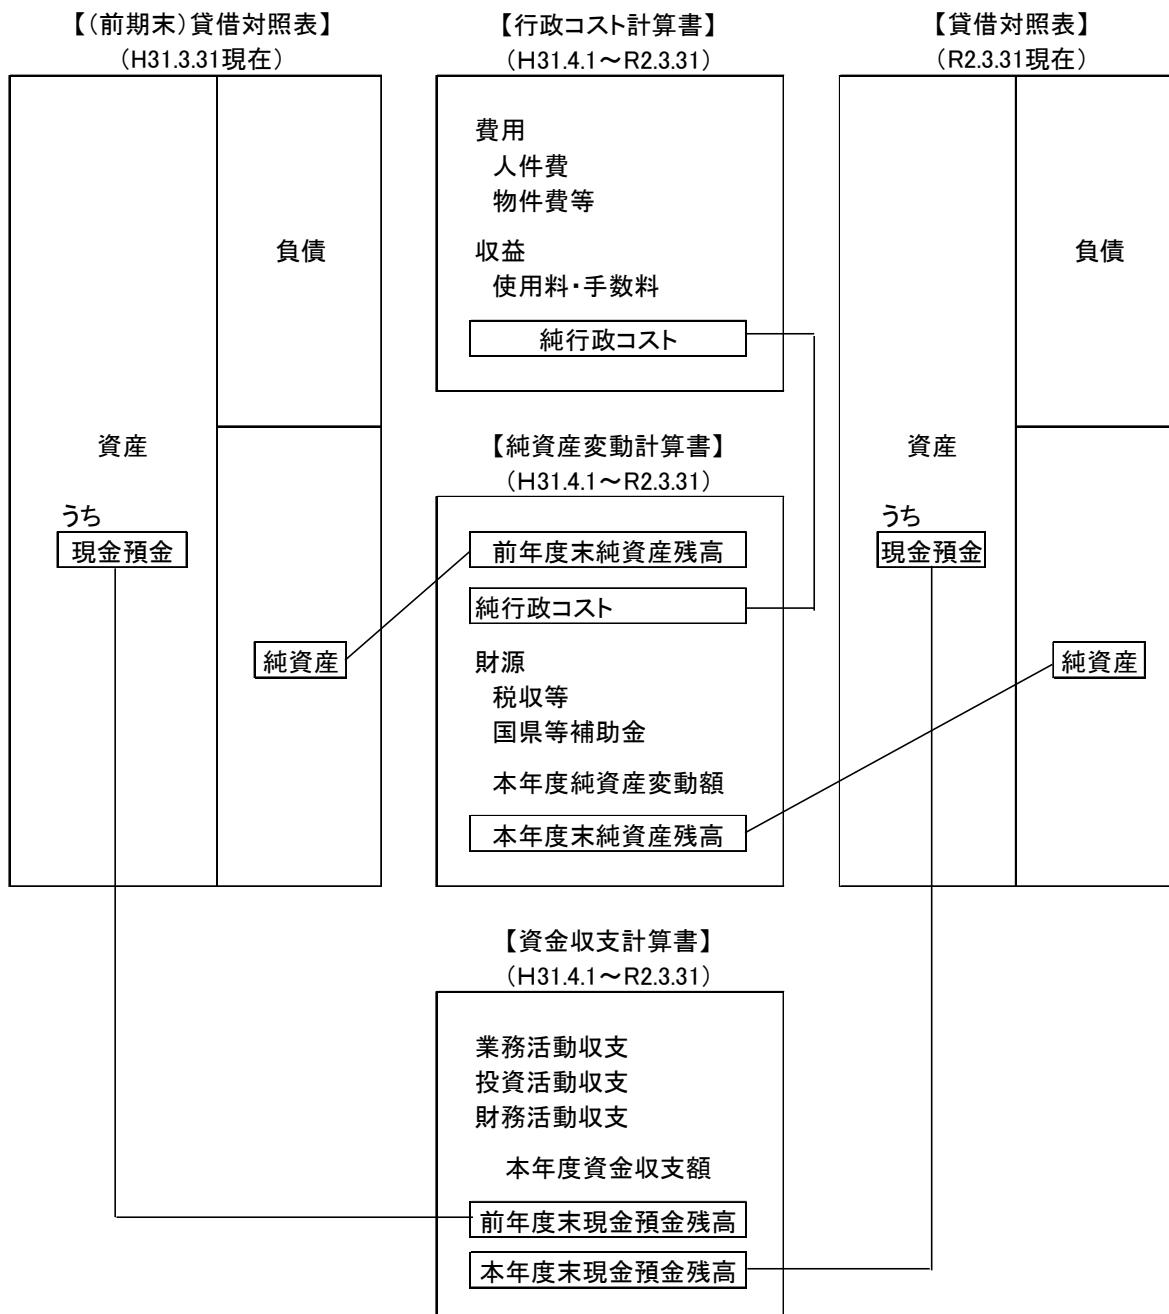 【(前期末)貸借対照表】
(H31.3.31現在)
資産
うち
現金預金
負債
純資産
【行政コスト計算書】
(H31.4.1～R2.3.31)
費用
人件費
物件費等
収益
使用料・手数料
純行政コスト
【純資産変動計算書】
(H31.4.1～R2.3.31)
前年度末純資産残高
純行政コスト
財源
税収等
国県等補助金
本年度純資産変動額
本年度末純資産残高
【資金収支計算書】
(H31.4.1～R2.3.31)
業務活動収支
投資活動収支
財務活動収支
本年度資金収支額
前年度末現金預金残高
本年度末現金預金残高
【貸借対照表】
(R2.3.31現在)
資産
うち
現金預金
負債
純資産